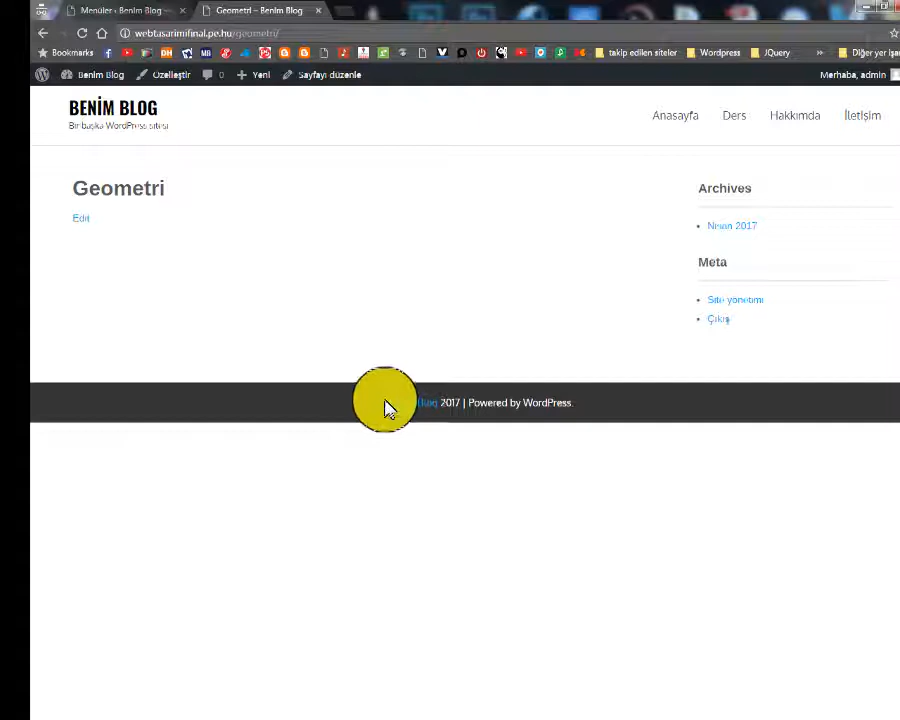 Menüler ‹ Benim Blog —
Geometri – Benim Blog
webtasarimifinal.pe.hu/geometri/
Bookmarks
takip edilen siteler
Wordpress
JQuery
Diğer yer işa
Benim Blog
Özelleştir
0
Yeni
Sayfayı düzenle
Merhaba, admin
BENİM BLOG
Bir başka WordPress sitesi
Anasayfa
Ders
Hakkımda
İletişim
Geometri
Edit
Archives
Nisan 2017
Meta
Site yönetimi
Çıkış
Blog 2017 | Powered by WordPress.